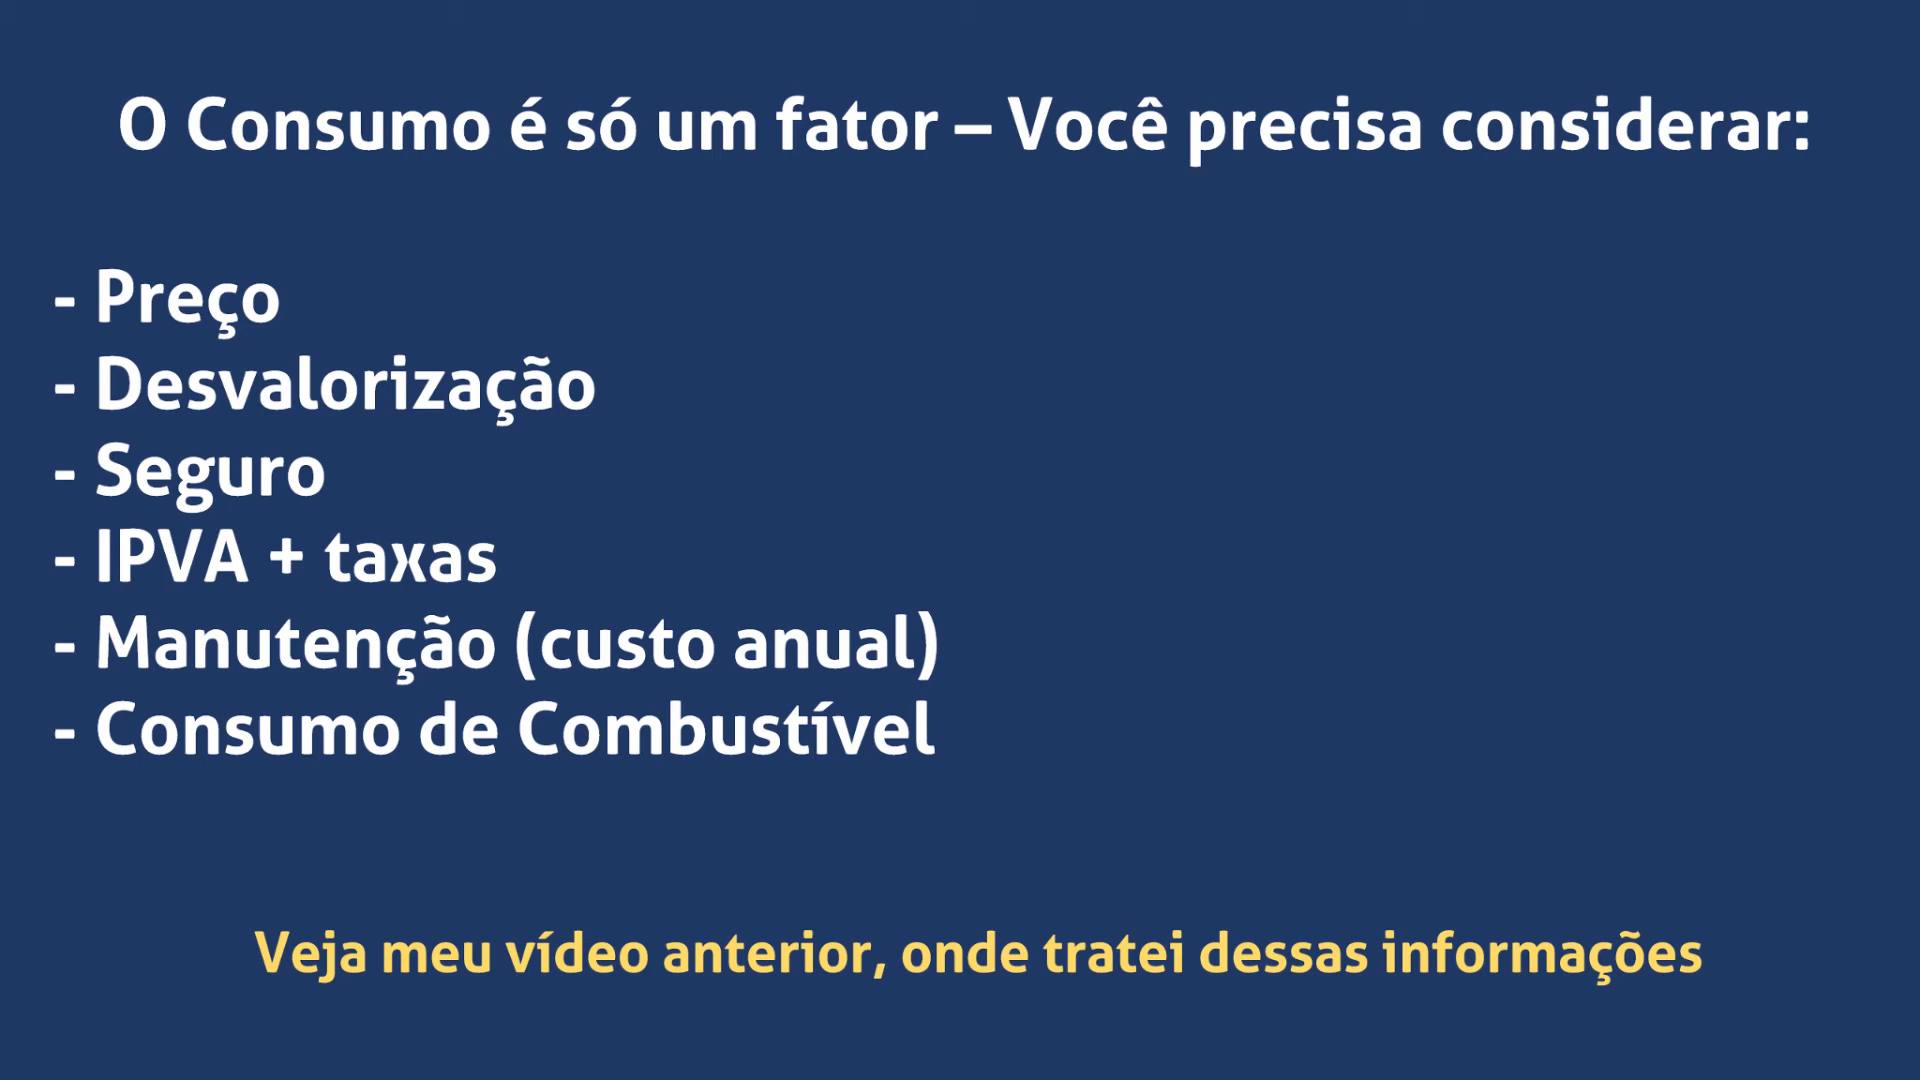 O Consumo é só um fator – Você precisa considerar:
- Preço
- Desvalorização
- Seguro
- IPVA + taxas
- Manutenção (custo anual)
- Consumo de Combustível
Veja meu vídeo anterior, onde tratei dessas informações